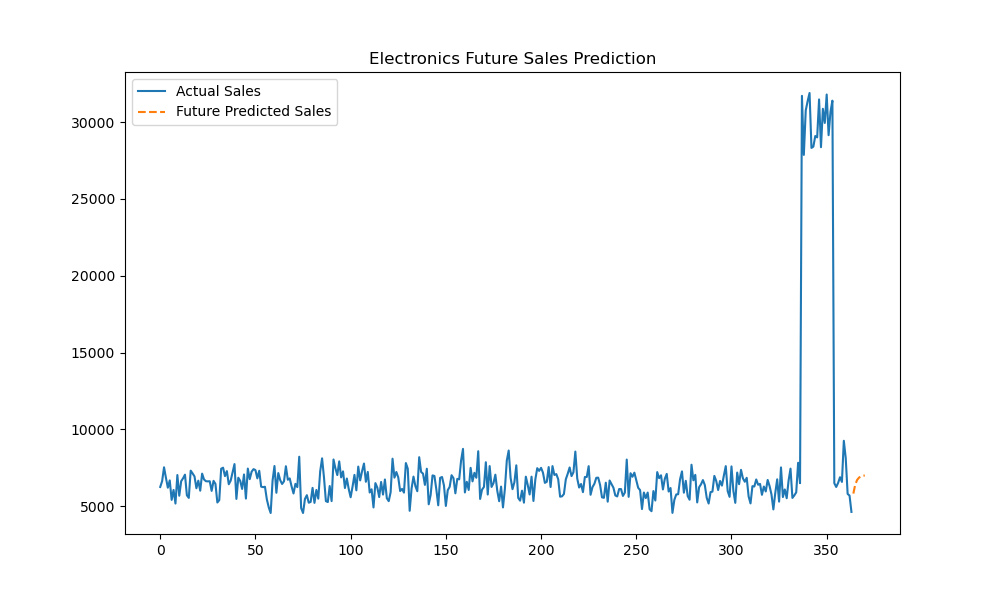 Electronics Future Sales Prediction
Actual Sales
Future Predicted Sales
30000
25000
20000
15000
10000
5000
0 50 100 150 200 250 300 350